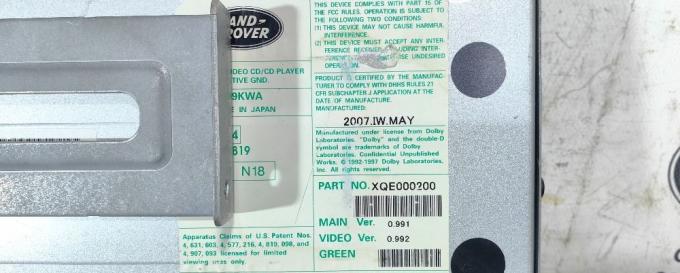 LAND
ROVER
VIDEO CD/CD PLAYER
TIVE GND.
9KWA
IN JAPAN
4
819
N18
Apparatus Claims of U.S. Patent Nos.
4, 631, 603, 4, 577, 216, 4, 819, 098, and
4, 907, 093 licensed for limited
viewing uses only.
THIS DEVICE COMPLIES WITH PART 15 OF
THE FCC RULES. OPERATION IS SUBJECT TO
THE FOLLOWING TWO CONDITIONS:
(1) THIS DEVICE MAY NOT CAUSE HARMFUL
INTERFERENCE.
(2) THIS DEVICE MUST ACCEPT ANY INTER-
FERENCE INTER-
UNDESIRED
OPERATION.
PRODUCT IS CERTIFIED BY THE MANUFAC-
TURER TO COMPLY WITH DHHS RULES 21
CFR SUBCHAPTER J APPLICATION AT THE
DATE OF MANUFACTURE.
MANUFACTURED:
2007.IW.MAY
Manufactured under license from Dolby
Laboratories. "Dolby" and the double-D
symbol are trademarks of Dolby
Laboratories. Confidential Unpublished
Works. © 1992-1997 Dolby Laboratories,
Inc. All rights reserved.
PART NO. XQE000200
MAIN Ver. 0.991
VIDEO Ver. 0.992
GREEN